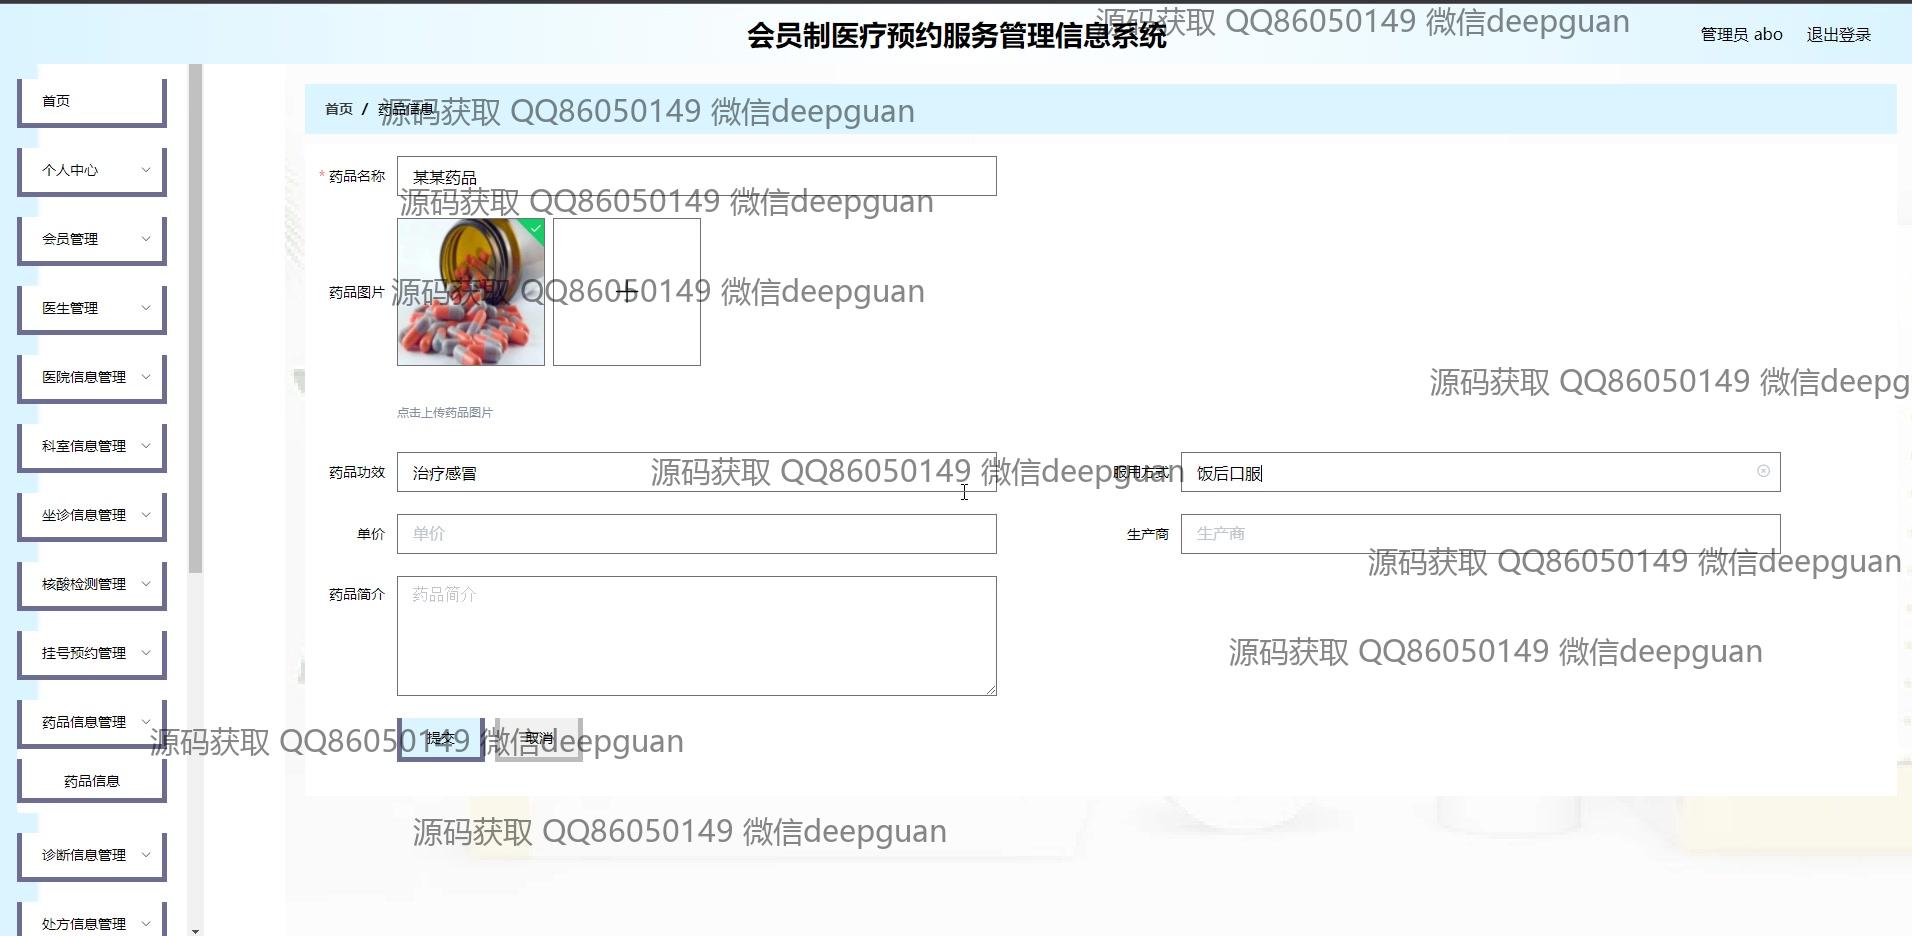 会员制医疗预约服务管理信息系统
源码获取 QQ86050149 微信deepguan
管理员 abo
退出登录
首页
个人中心
会员管理
医生管理
医院信息管理
科室信息管理
坐诊信息管理
核酸检测管理
挂号预约管理
药品信息管理
药品信息
诊断信息管理
处方信息管理
首页 / 药品信息
源码获取 QQ86050149 微信deepguan
* 药品名称
某某药品
源码获取 QQ86050149 微信deepguan
药品图片
源码获取 QQ86050149 微信deepguan
源码获取 QQ86050149 微信deepg
点击上传药品图片
药品功效
治疗感冒
源码获取 QQ86050149 微信deepguan
服用方式
饭后口服
单价
单价
生产商
生产商
源码获取 QQ86050149 微信deepguan
药品简介
药品简介
源码获取 QQ86050149 微信deepguan
提交
取消
源码获取 QQ86050149 微信deepguan
源码获取 QQ86050149 微信deepguan